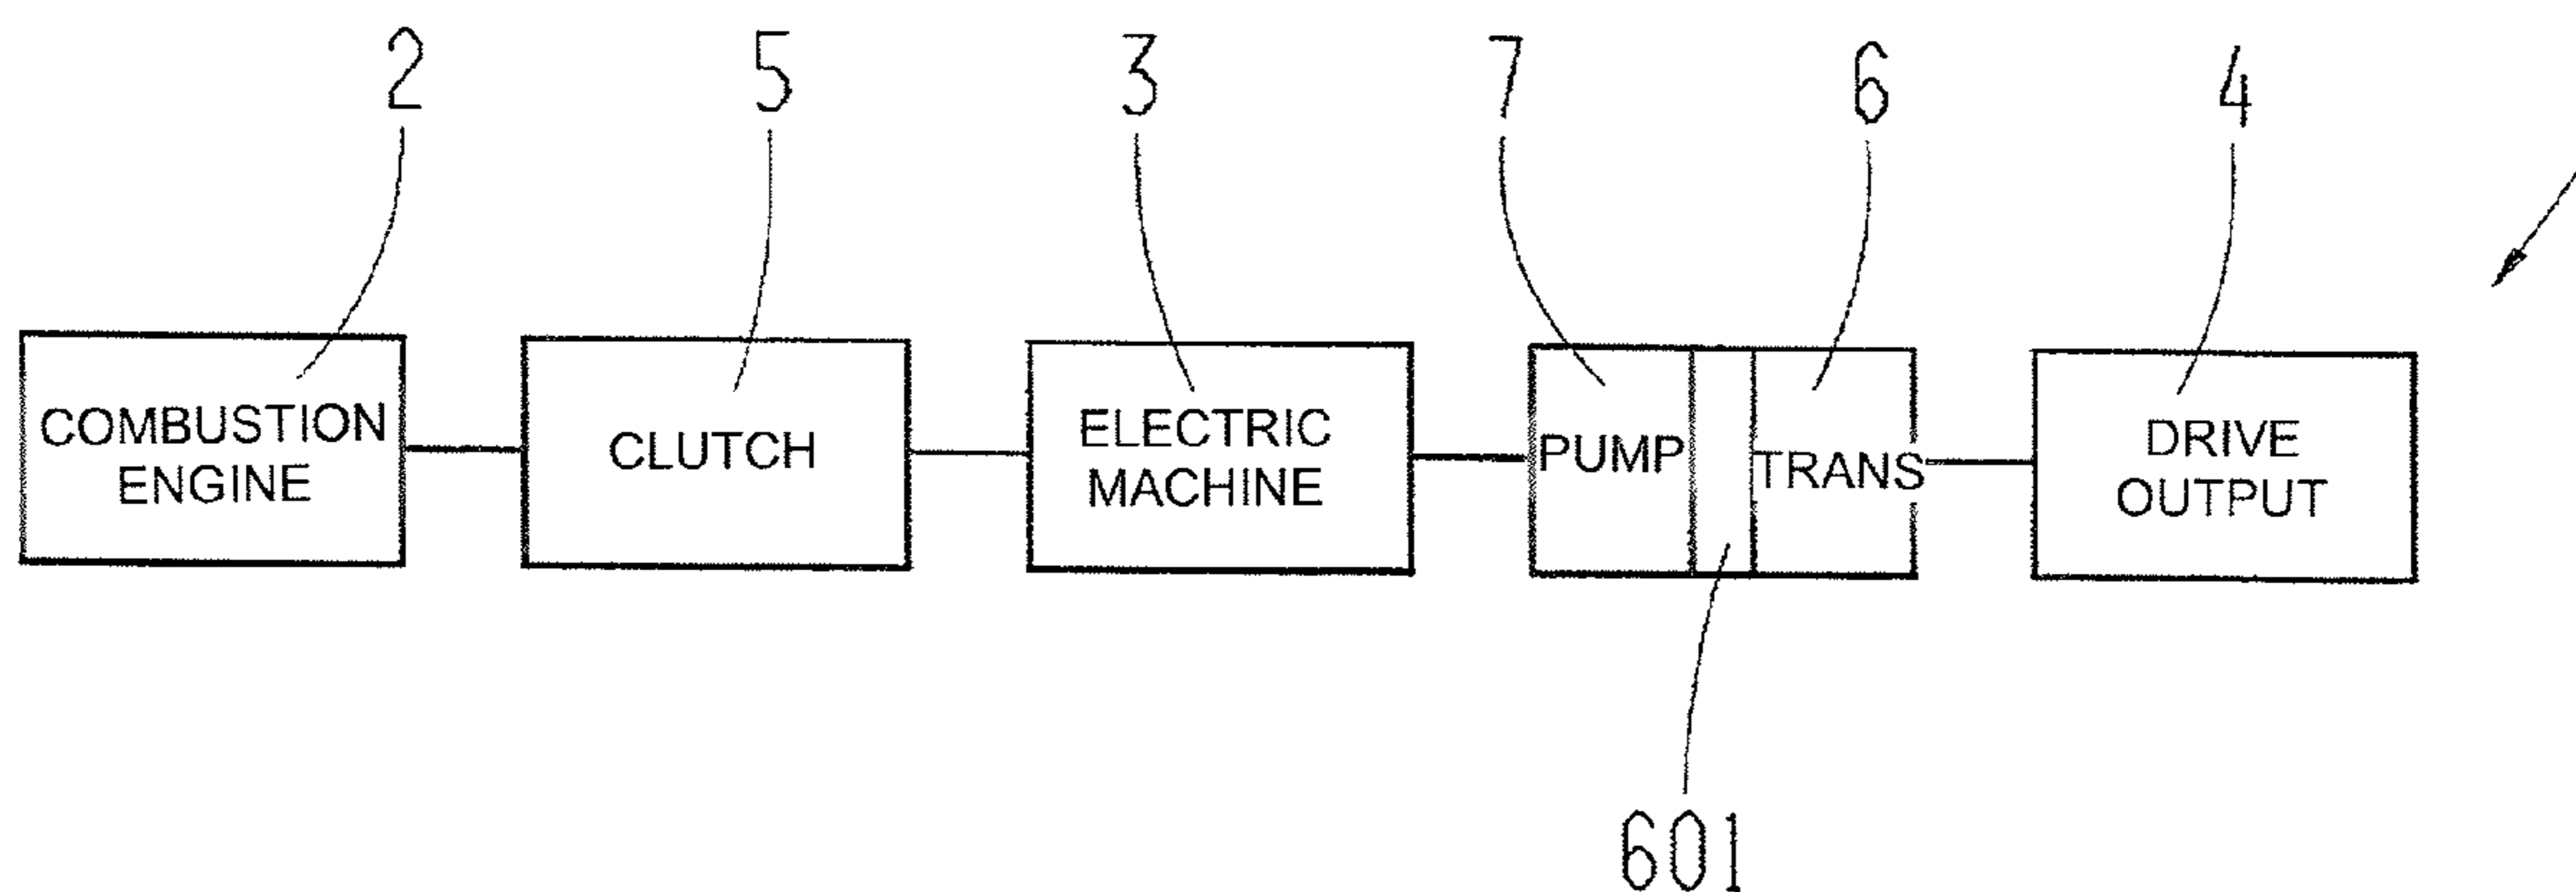 2 5 3 7 6 4
COMBUSTION
ENGINE
CLUTCH
ELECTRIC
MACHINE
PUMP
TRANS
DRIVE
OUTPUT
601